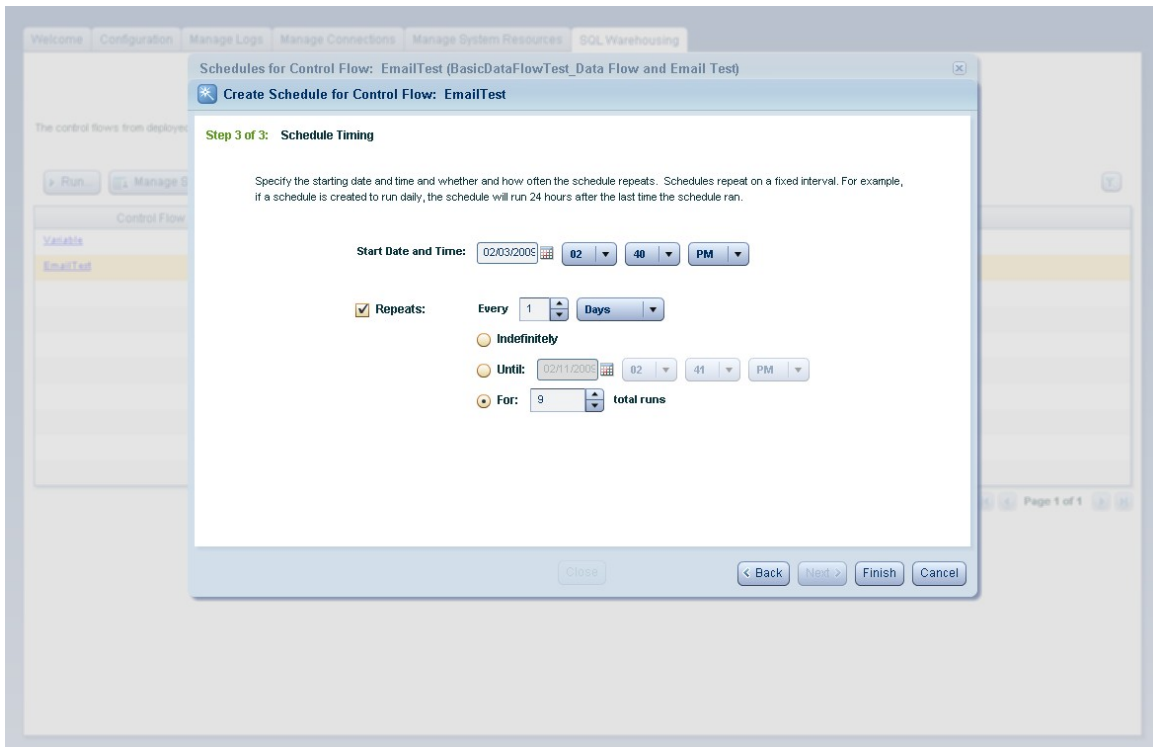 Welcome Configuration Manage Logs Manage Connections Manage System Resources SQL Warehousing
Schedules for Control Flow: EmailTest (BasicDataFlowTest_Data Flow and Email Test)
Create Schedule for Control Flow: EmailTest
The control flows from deployed
Step 3 of 3: Schedule Timing
Run... Manage S
Specify the starting date and time and whether and how often the schedule repeats. Schedules repeat on a fixed interval. For example,
if a schedule is created to run daily, the schedule will run 24 hours after the last time the schedule ran.
Control Flow
Variable
EmailTest
Start Date and Time: 02/03/2009 02 40 PM
Repeats: Every 1 Days
Indefinitely
Until: 02/11/2009 02 41 PM
For: 9 total runs
Page 1 of 1
Close < Back Next > Finish Cancel